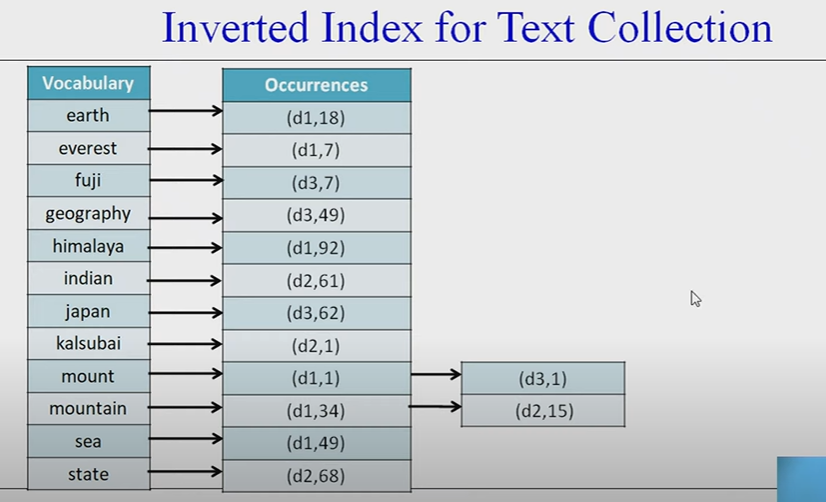 Inverted Index for Text Collection
Vocabulary Occurrences
earth (d1,18)
everest (d1,7)
fuji (d3,7)
geography (d3,49)
himalaya (d1,92)
indian (d2,61)
japan (d3,62)
kalsubai (d2,1)
mount (d1,1) (d3,1)
mountain (d1,34) (d2,15)
sea (d1,49)
state (d2,68)